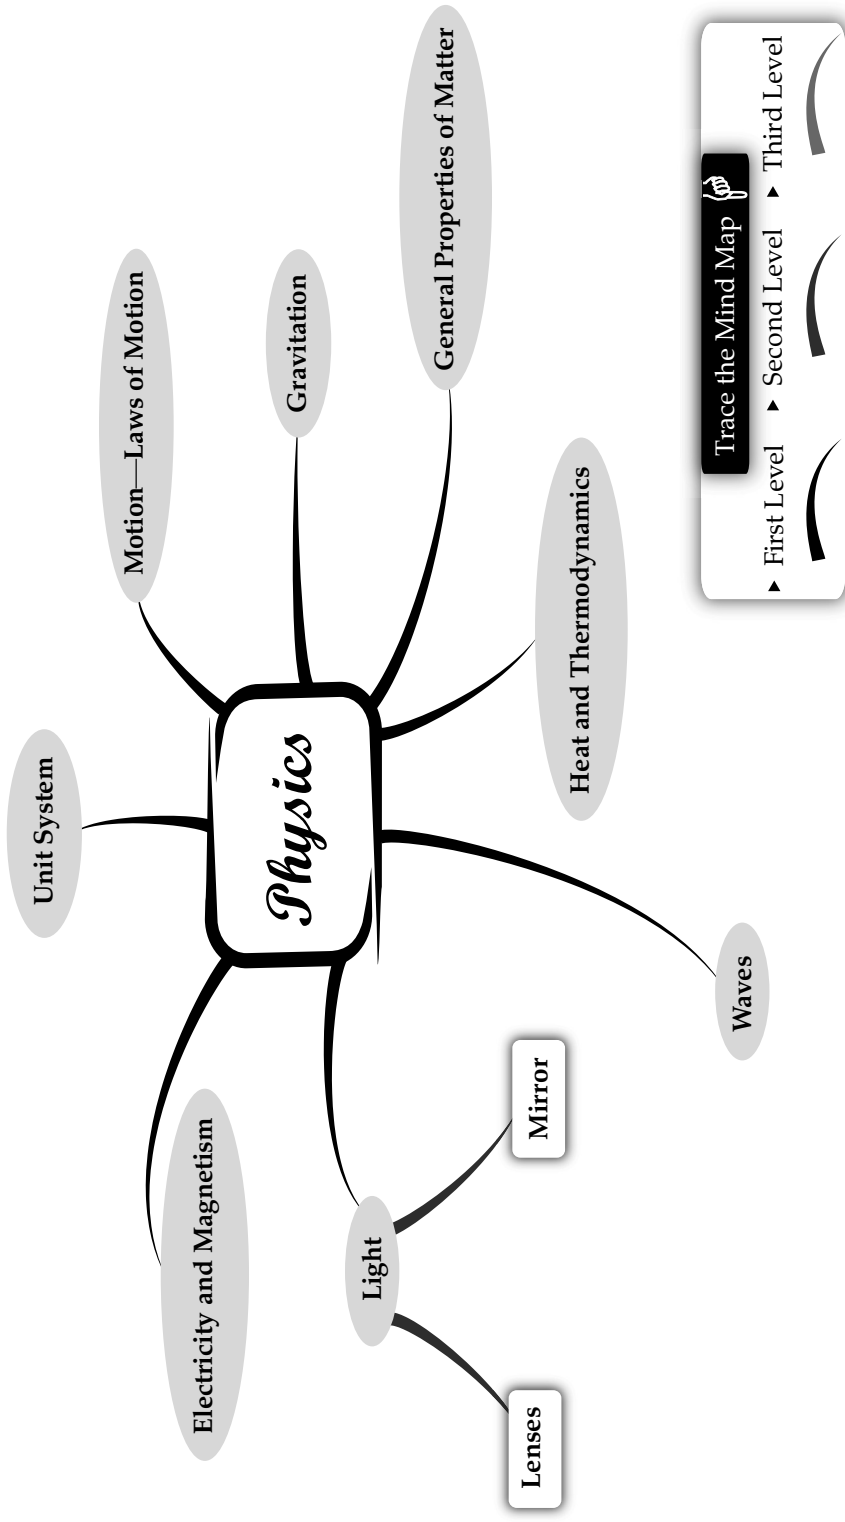 Unit System
Electricity and Magnetism
Motion—Laws of Motion
Physics
Gravitation
Light
General Properties of Matter
Lenses
Mirror
Heat and Thermodynamics
Waves
Trace the Mind Map
▶ First Level ▶ Second Level ▶ Third Level